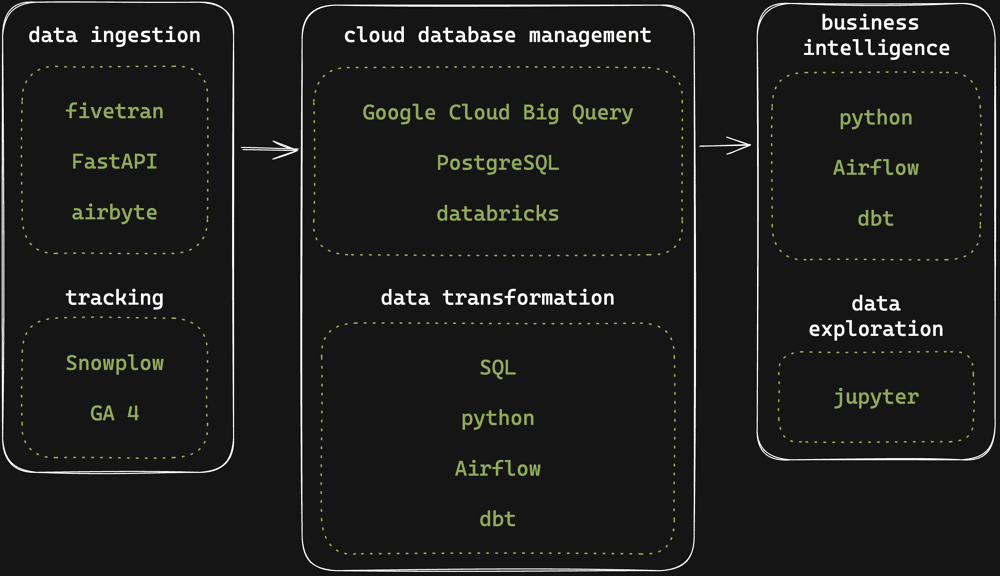 data ingestion
fivetran
FastAPI
airbyte
tracking
Snowplow
GA 4
cloud database management
Google Cloud Big Query
PostgreSQL
databricks
data transformation
SQL
python
Airflow
dbt
business
intelligence
python
Airflow
dbt
data
exploration
jupyter